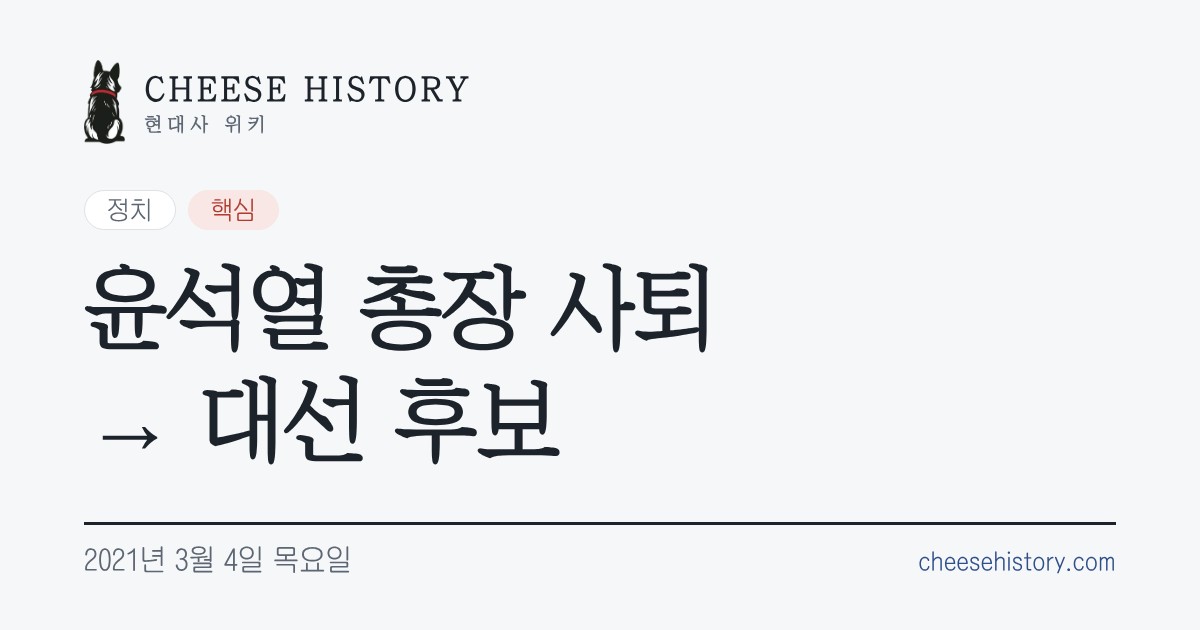 CHEESE HISTORY
현대사 위키
정치 핵심
윤석열 총장 사퇴
→ 대선 후보
2021년 3월 4일 목요일
cheesehistory.com